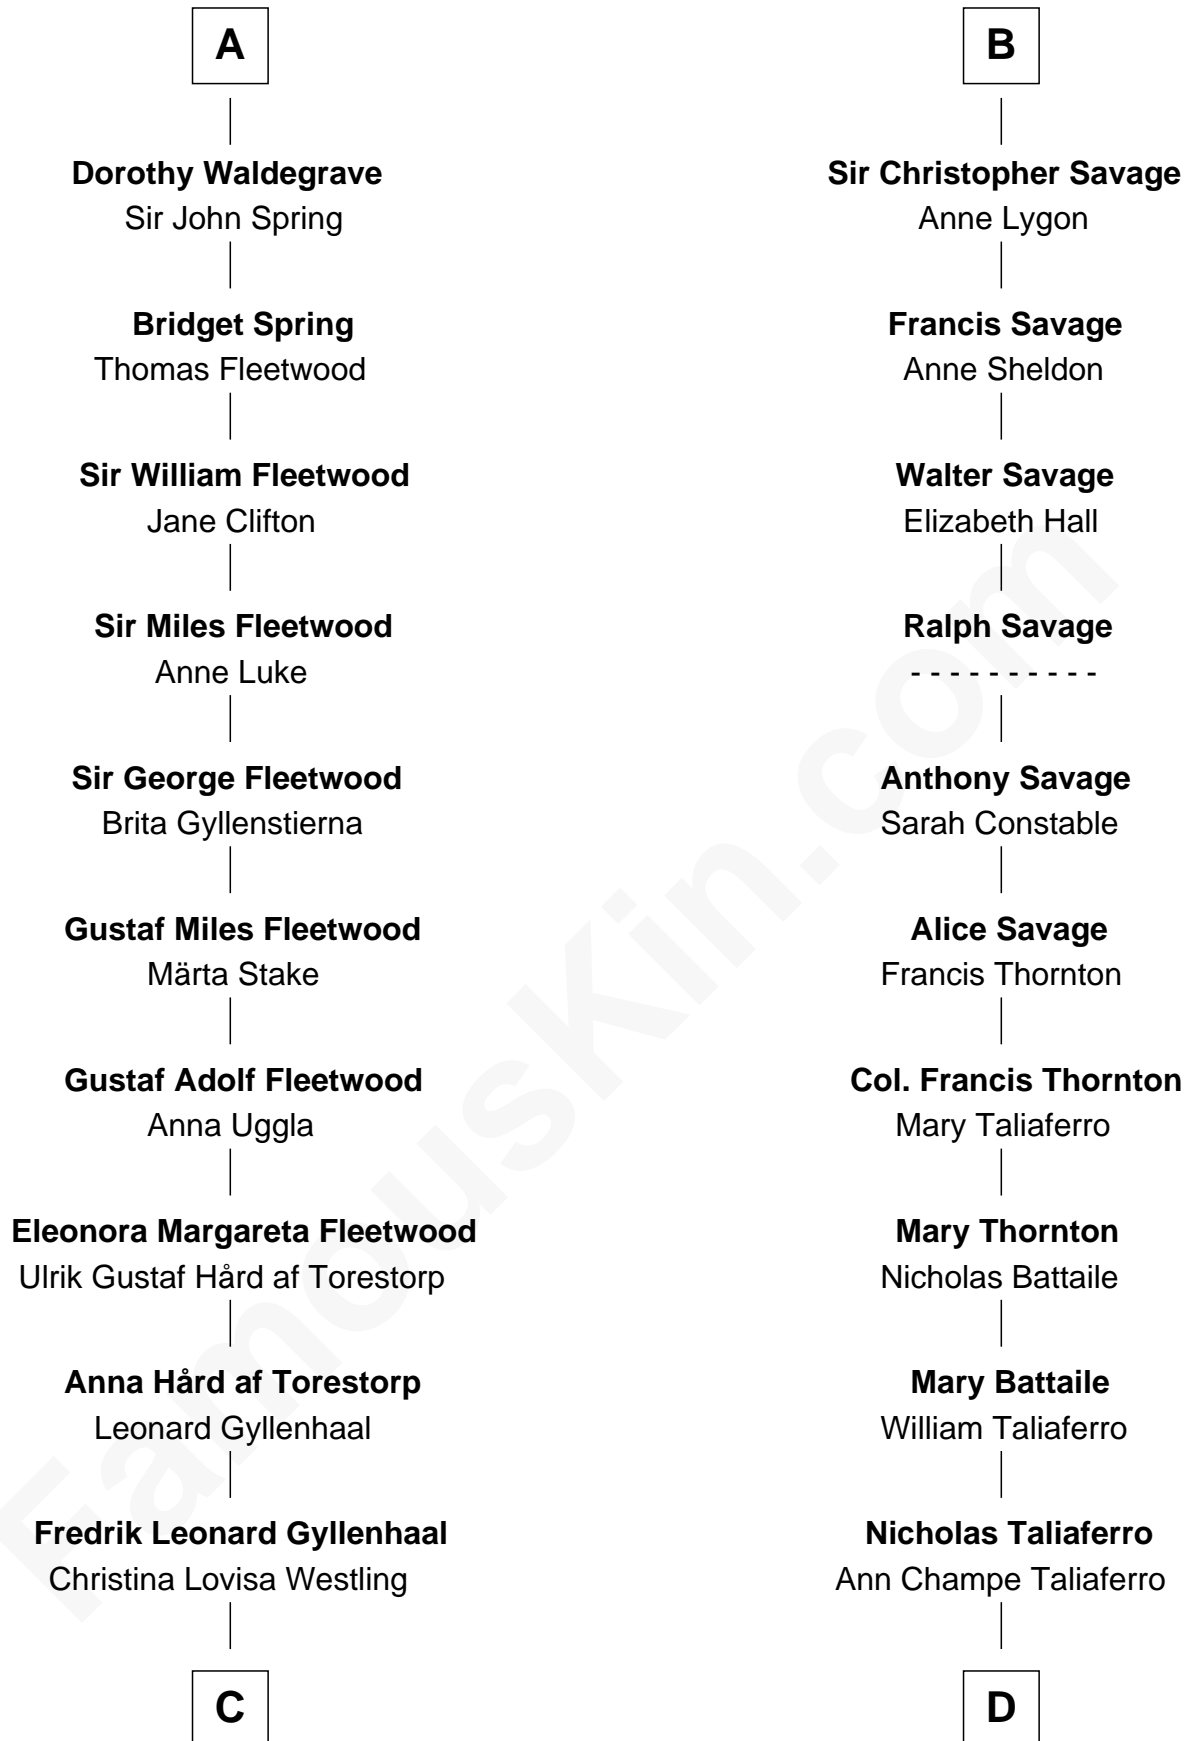 A
Dorothy Waldegrave
Sir John Spring
Bridget Spring
Thomas Fleetwood
Sir William Fleetwood
Jane Clifton
Sir Miles Fleetwood
Anne Luke
Sir George Fleetwood
Brita Gyllenstierna
Gustaf Miles Fleetwood
Märta Stake
Gustaf Adolf Fleetwood
Anna Uggla
Eleonora Margareta Fleetwood
Ulrik Gustaf Hård af Torestorp
Anna Hård af Torestorp
Leonard Gyllenhaal
Fredrik Leonard Gyllenhaal
Christina Lovisa Westling
C
B
Sir Christopher Savage
Anne Lygon
Francis Savage
Anne Sheldon
Walter Savage
Elizabeth Hall
Ralph Savage
- - - - - - - - - -
Anthony Savage
Sarah Constable
Alice Savage
Francis Thornton
Col. Francis Thornton
Mary Taliaferro
Mary Thornton
Nicholas Battaile
Mary Battaile
William Taliaferro
Nicholas Taliaferro
Ann Champe Taliaferro
D
FamousKin.com